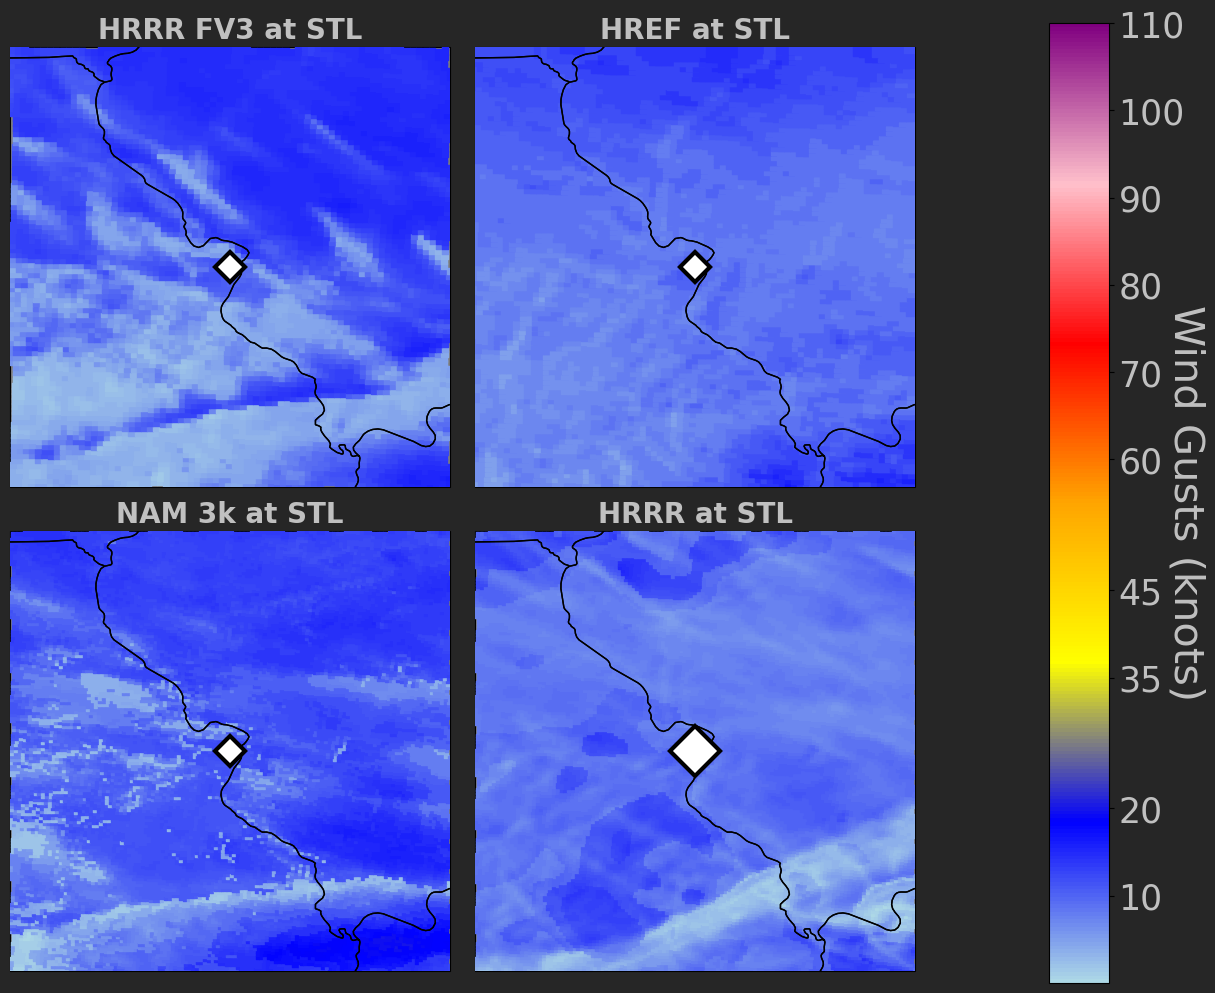 HRRR FV3 at STL
HREF at STL
NAM 3k at STL
HRRR at STL
110
100
90
80
70
60
45
35
20
10
Wind Gusts (knots)